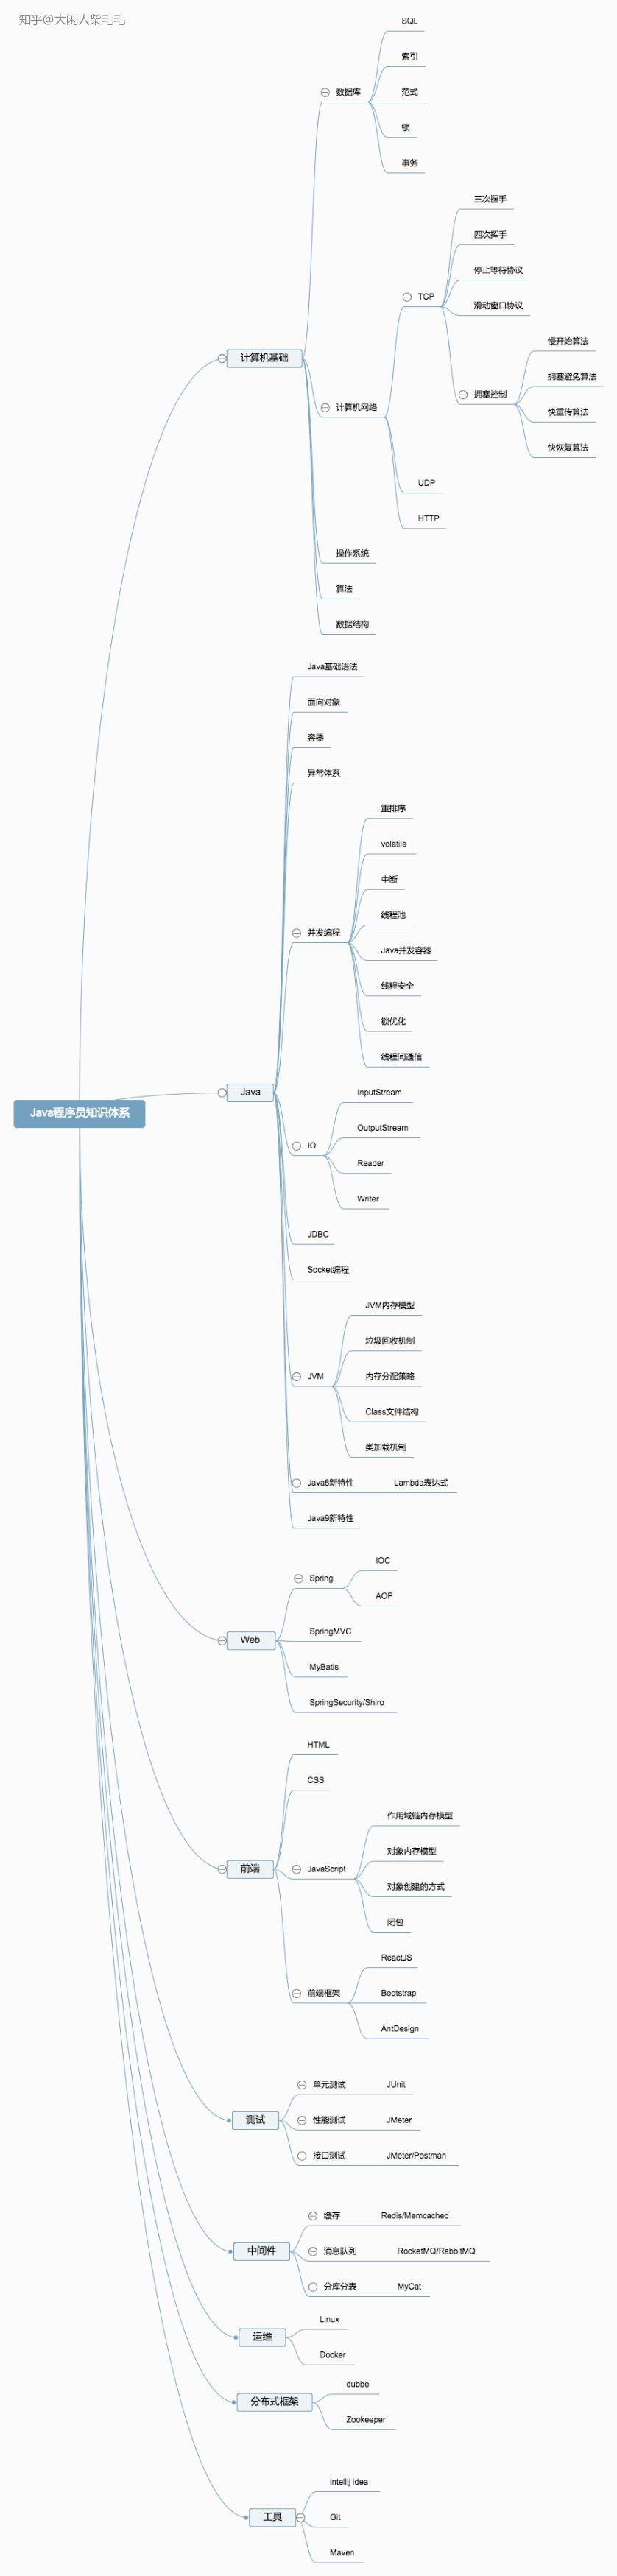 知乎@大闲人柴毛毛
Java程序员知识体系
计算机基础
数据库
SQL
索引
范式
锁
事务
计算机网络
TCP
三次握手
四次挥手
停止等待协议
滑动窗口协议
拥塞控制
慢开始算法
拥塞避免算法
快重传算法
快恢复算法
UDP
HTTP
操作系统
算法
数据结构
Java
Java基础语法
面向对象
容器
异常体系
并发编程
重排序
volatile
中断
线程池
Java并发容器
线程安全
锁优化
线程间通信
IO
InputStream
OutputStream
Reader
Writer
JDBC
Socket编程
JVM
JVM内存模型
垃圾回收机制
内存分配策略
Class文件结构
类加载机制
Java8新特性
Lambda表达式
Java9新特性
Web
Spring
IOC
AOP
SpringMVC
MyBatis
SpringSecurity/Shiro
前端
HTML
CSS
JavaScript
作用域链内存模型
对象内存模型
对象创建的方式
闭包
前端框架
ReactJS
Bootstrap
AntDesign
测试
单元测试
JUnit
性能测试
JMeter
接口测试
JMeter/Postman
中间件
缓存
Redis/Memcached
消息队列
RocketMQ/RabbitMQ
分库分表
MyCat
运维
Linux
Docker
分布式框架
dubbo
Zookeeper
工具
intellij idea
Git
Maven